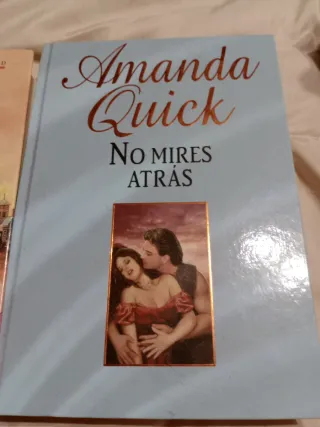 Amanda
Quick
NO MIRES
ATRÁS